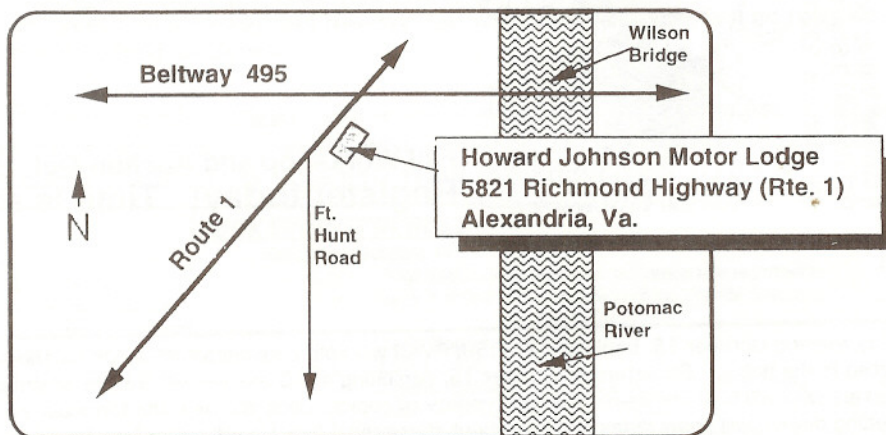 Wilson
Bridge
Beltway 495
Howard Johnson Motor Lodge
5821 Richmond Highway (Rte. 1)
Alexandria, Va.
N
Route 1
Ft.
Hunt
Road
Potomac
River